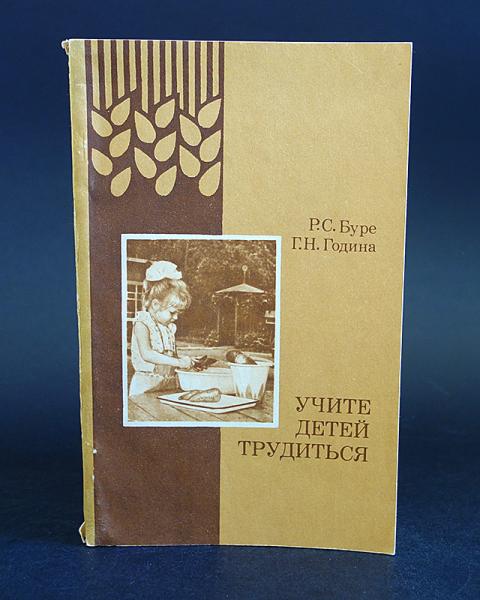 Р.С. Буре
Г.Н. Година
УЧИТЕ
ДЕТЕЙ
ТРУДИТЬСЯ